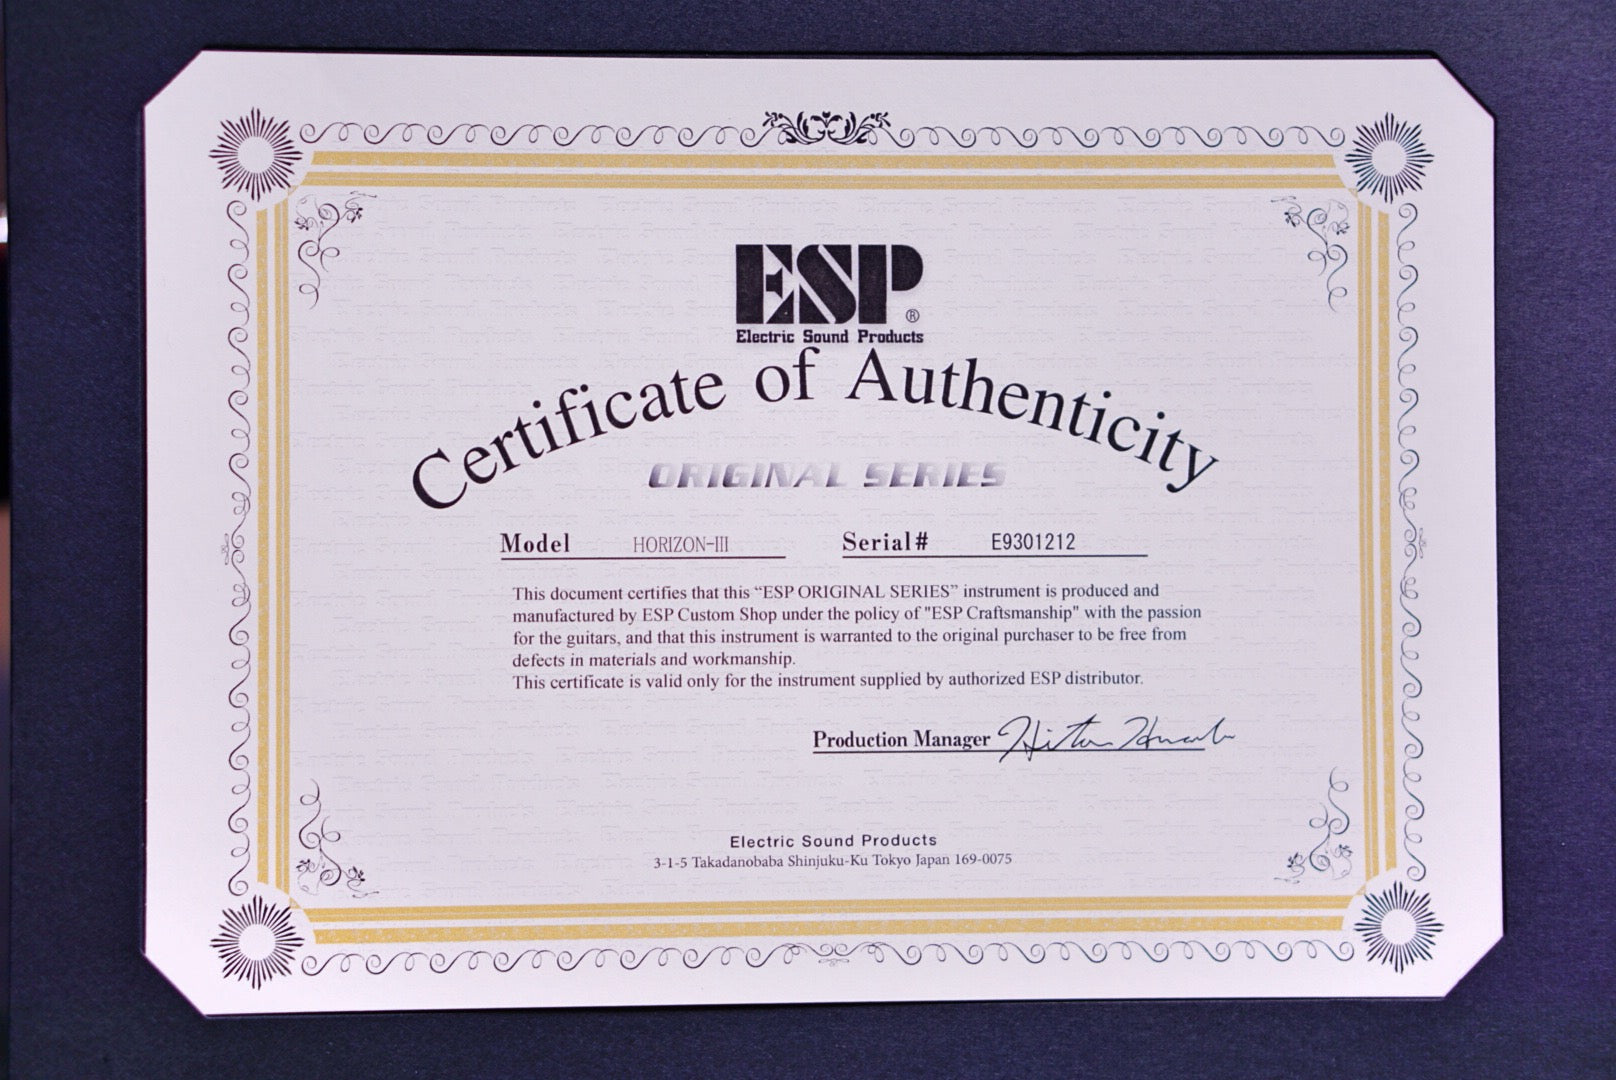 ESP®
Electric Sound Products
Certificate of Authenticity
ORIGINAL SERIES
Model HORIZON-III Serial# E9301212
This document certifies that this “ESP ORIGINAL SERIES” instrument is produced and
manufactured by ESP Custom Shop under the policy of "ESP Craftsmanship" with the passion
for the guitars, and that this instrument is warranted to the original purchaser to be free from
defects in materials and workmanship.
This certificate is valid only for the instrument supplied by authorized ESP distributor.
Production Manager
Electric Sound Products
3-1-5 Takadanobaba Shinjuku-Ku Tokyo Japan 169-0075